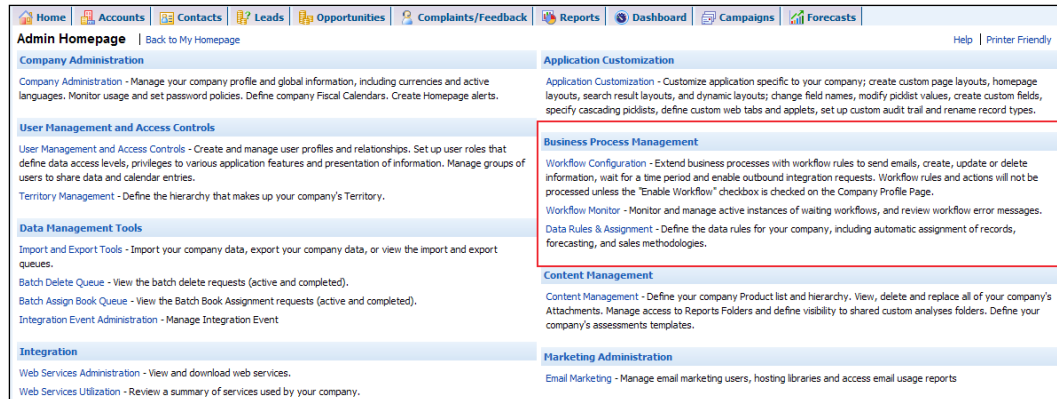 Home Accounts Contacts Leads Opportunities Complaints/Feedback Reports Dashboard Campaigns Forecasts
Admin Homepage | Back to My Homepage Help | Printer Friendly
Company Administration
Company Administration - Manage your company profile and global information, including currencies and active
languages. Monitor usage and set password policies. Define company Fiscal Calendars. Create Homepage alerts.
User Management and Access Controls
User Management and Access Controls - Create and manage user profiles and relationships. Set up user roles that
define data access levels, privileges to various application features and presentation of information. Manage groups of
users to share data and calendar entries.
Territory Management - Define the hierarchy that makes up your company's Territory.
Data Management Tools
Import and Export Tools - Import your company data, export your company data, or view the import and export
queues.
Batch Delete Queue - View the batch delete requests (active and completed).
Batch Assign Book Queue - View the Batch Book Assignment requests (active and completed).
Integration Event Administration - Manage Integration Event
Integration
Web Services Administration - View and download web services.
Web Services Utilization - Review a summary of services used by your company.
Application Customization
Application Customization - Customize application specific to your company; create custom page layouts, homepage
layouts, search result layouts, and dynamic layouts; change field names, modify picklist values, create custom fields,
specify cascading picklists, define custom web tabs and applets, set up custom audit trail and rename record types.
Business Process Management
Workflow Configuration - Extend business processes with workflow rules to send emails, create, update or delete
information, wait for a time period and enable outbound integration requests. Workflow rules and actions will not be
processed unless the "Enable Workflow" checkbox is checked on the Company Profile Page.
Workflow Monitor - Monitor and manage active instances of waiting workflows, and review workflow error messages.
Data Rules & Assignment - Define the data rules for your company, including automatic assignment of records,
forecasting, and sales methodologies.
Content Management
Content Management - Define your company Product list and hierarchy. View, delete and replace all of your company's
Attachments. Manage access to Reports Folders and define visibility to shared custom analyses folders. Define your
company's assessments templates.
Marketing Administration
Email Marketing - Manage email marketing users, hosting libraries and access email usage reports